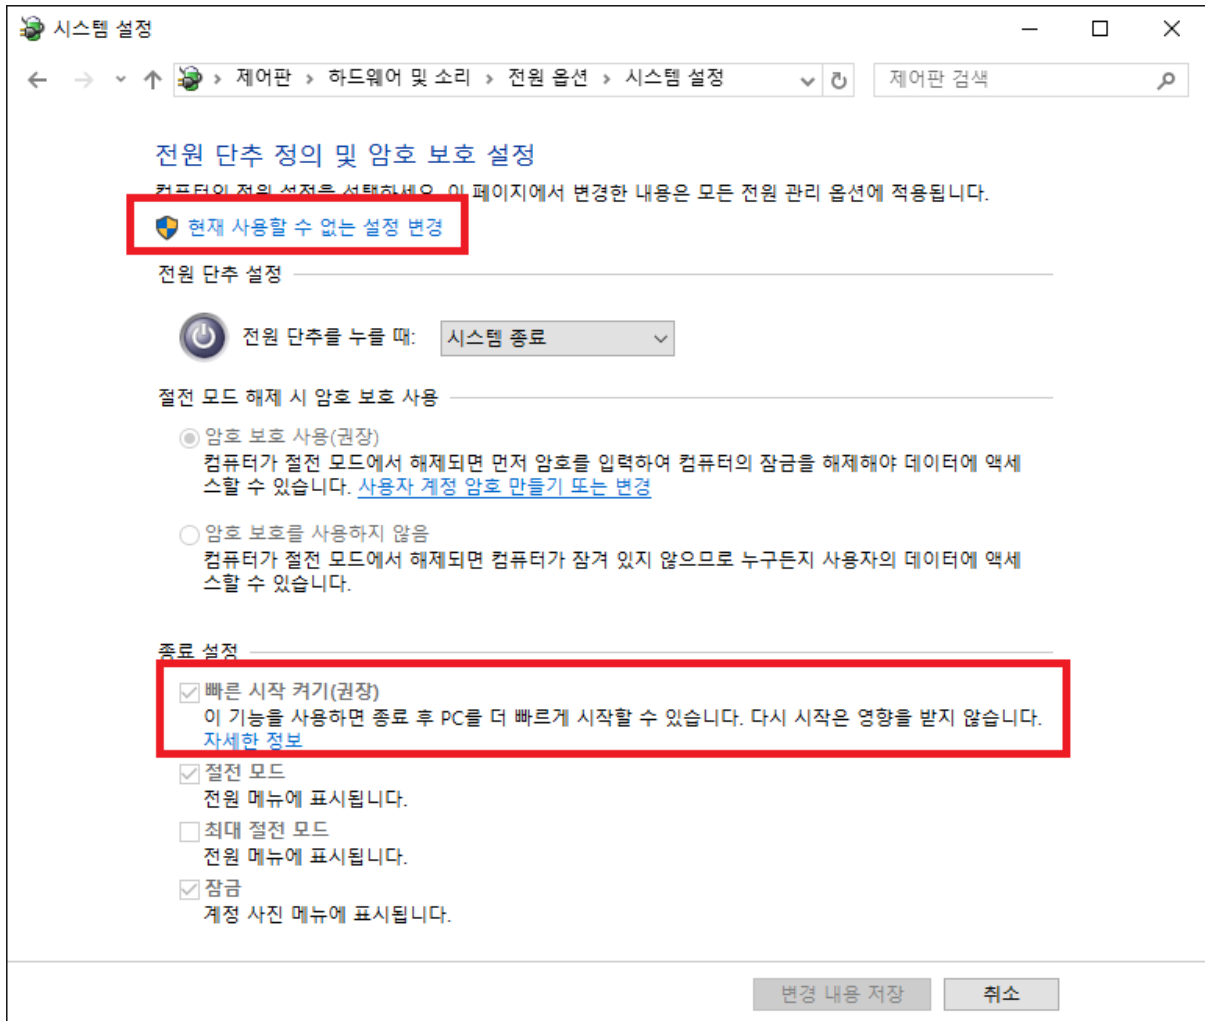 시스템 설정
제어판 › 하드웨어 및 소리 › 전원 옵션 › 시스템 설정
제어판 검색
전원 단추 정의 및 암호 보호 설정
컴퓨터의 전원 설정을 선택하세요. 이 페이지에서 변경한 내용은 모든 전원 관리 옵션에 적용됩니다.
현재 사용할 수 없는 설정 변경
전원 단추 설정
전원 단추를 누를 때: 시스템 종료
절전 모드 해제 시 암호 보호 사용
암호 보호 사용(권장)
컴퓨터가 절전 모드에서 해제되면 먼저 암호를 입력하여 컴퓨터의 잠금을 해제해야 데이터에 액세
스할 수 있습니다. 사용자 계정 암호 만들기 또는 변경
암호 보호를 사용하지 않음
컴퓨터가 절전 모드에서 해제되면 컴퓨터가 잠겨 있지 않으므로 누구든지 사용자의 데이터에 액세
스할 수 있습니다.
종료 설정
빠른 시작 켜기(권장)
이 기능을 사용하면 종료 후 PC를 더 빠르게 시작할 수 있습니다. 다시 시작은 영향을 받지 않습니다.
자세한 정보
절전 모드
전원 메뉴에 표시됩니다.
최대 절전 모드
전원 메뉴에 표시됩니다.
잠금
계정 사진 메뉴에 표시됩니다.
변경 내용 저장
취소